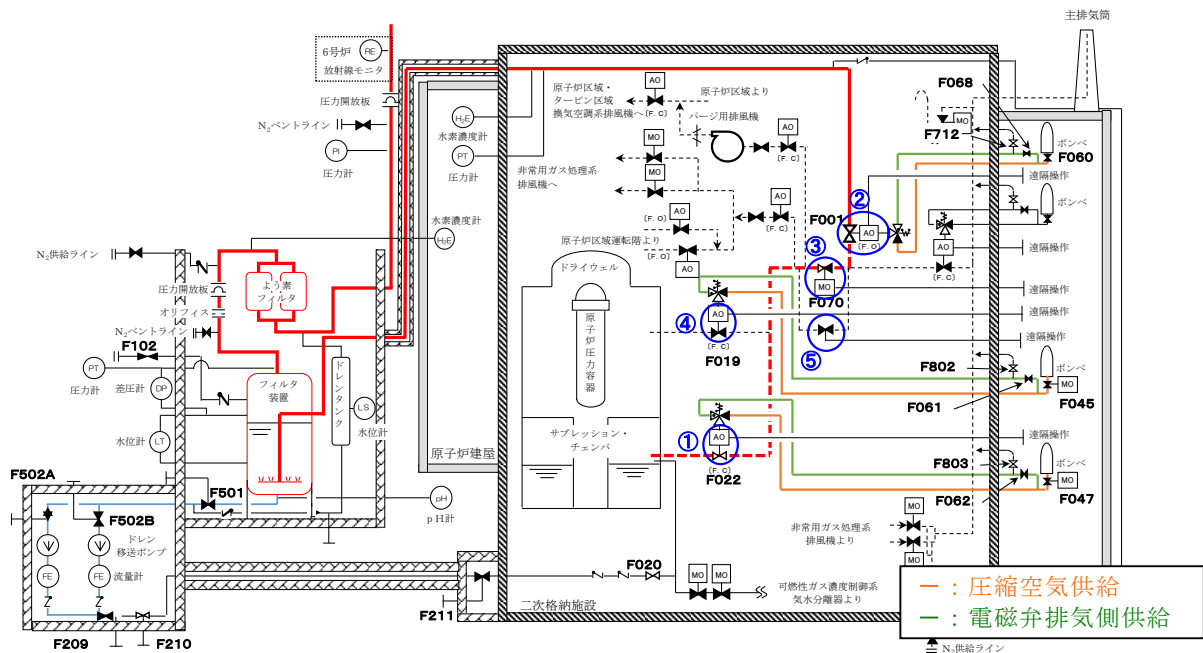 主排気筒
6号炉
RE
放射線モニタ
圧力開放板
N₂ベントライン
PI
圧力計
H₂E
水素濃度計
PT
圧力計
水素濃度計
H₂E
原子炉区域・
タービン区域
換気空調系排風機へ
AO
(F. C)
原子炉区域より
パージ用排風機
AO
(F. C)
MO
MO
非常用ガス処理系
排風機へ
AO
(F. O)
AO
(F. C)
原子炉区域運転階より
(F. O)
AO
F068
MO
F712
ボンベ
F060
遠隔操作
ボンベ
②
F001
AO
(F. O)
AO
(F. C)
遠隔操作
③
MO
F070
遠隔操作
④
AO
(F. C)
F019
⑤
遠隔操作
F802
ボンベ
MO
F061
F045
①
AO
(F. C)
F022
遠隔操作
F803
ボンベ
MO
F062
F047
ドライウェル
原子炉圧力容器
サプレッション・
チェンバ
N₂供給ライン
圧力開放板
オリフィス
よう素
フィルタ
N₂ベントライン
F102
PT
圧力計
差圧計
DP
フィルタ
装置
ドレンタンク
LS
水位計
水位計
LT
原子炉建屋
F502A
F501
pH
pH計
F502B
ドレン
移送ポンプ
FE
FE
流量計
F209
F210
F211
F020
MO
MO
可燃性ガス濃度制御系
気水分離器より
非常用ガス処理系
排風機より
MO
MO
二次格納施設
ー：圧縮空気供給
ー：電磁弁排気側供給
N₂供給ライン